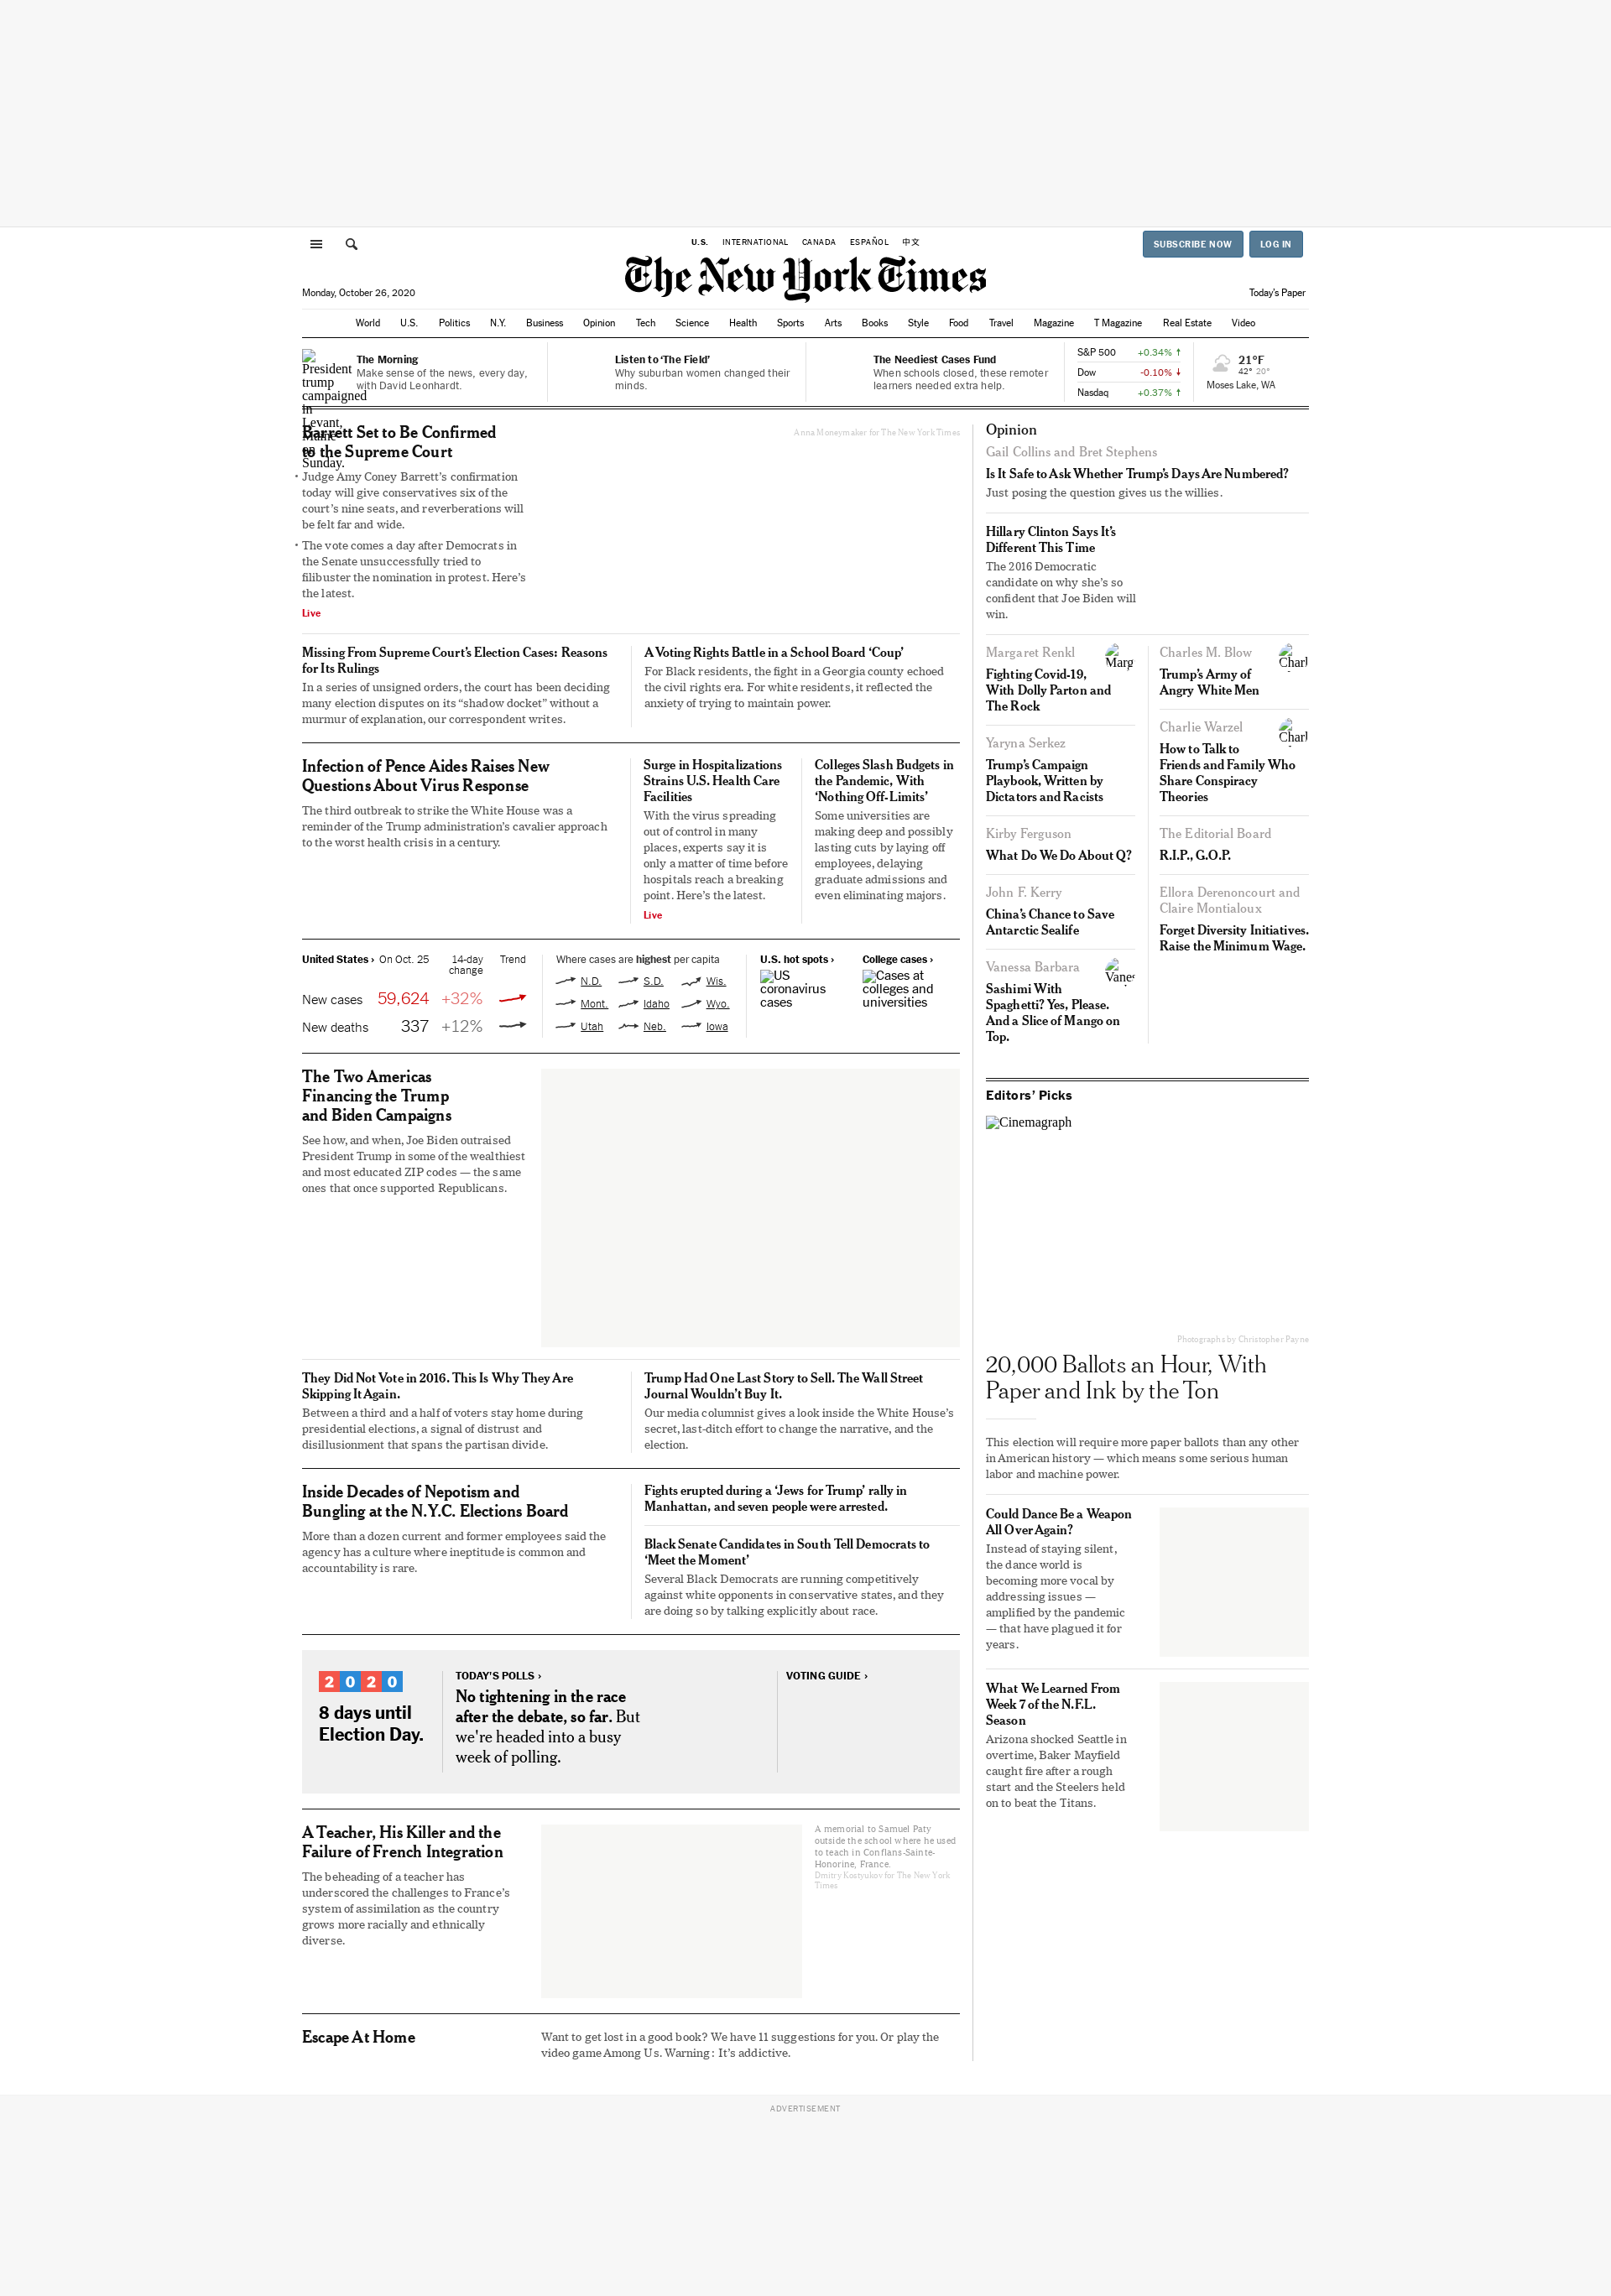 U.S. INTERNATIONAL CANADA ESPAÑOL 中文
SUBSCRIBE NOW LOG IN
The New York Times
Monday, October 26, 2020
Today's Paper
World U.S. Politics N.Y. Business Opinion Tech Science Health Sports Arts Books Style Food Travel Magazine T Magazine Real Estate Video
President
trump
campaigned
in
Levant,
Maine
on
Sunday.
The Morning
Make sense of the news, every day,
with David Leonhardt.
Listen to ‘The Field’
Why suburban women changed their
minds.
The Neediest Cases Fund
When schools closed, these remoter
learners needed extra help.
S&P 500 +0.34% ↑
Dow -0.10% ↓
Nasdaq +0.37% ↑
21°F
42° 20°
Moses Lake, WA
Barrett Set to Be Confirmed
to the Supreme Court
• Judge Amy Coney Barrett’s confirmation
today will give conservatives six of the
court’s nine seats, and reverberations will
be felt far and wide.
• The vote comes a day after Democrats in
the Senate unsuccessfully tried to
filibuster the nomination in protest. Here’s
the latest.
Live
Anna Moneymaker for The New York Times
Missing From Supreme Court’s Election Cases: Reasons
for Its Rulings
In a series of unsigned orders, the court has been deciding
many election disputes on its “shadow docket” without a
murmur of explanation, our correspondent writes.
A Voting Rights Battle in a School Board ‘Coup’
For Black residents, the fight in a Georgia county echoed
the civil rights era. For white residents, it reflected the
anxiety of trying to maintain power.
Infection of Pence Aides Raises New
Questions About Virus Response
The third outbreak to strike the White House was a
reminder of the Trump administration’s cavalier approach
to the worst health crisis in a century.
Surge in Hospitalizations
Strains U.S. Health Care
Facilities
With the virus spreading
out of control in many
places, experts say it is
only a matter of time before
hospitals reach a breaking
point. Here’s the latest.
Live
Colleges Slash Budgets in
the Pandemic, With
‘Nothing Off-Limits’
Some universities are
making deep and possibly
lasting cuts by laying off
employees, delaying
graduate admissions and
even eliminating majors.
United States › On Oct. 25 14-day
change Trend
New cases 59,624 +32%
New deaths 337 +12%
Where cases are highest per capita
N.D. S.D. Wis.
Mont. Idaho Wyo.
Utah Neb. Iowa
U.S. hot spots ›
US
coronavirus
cases
College cases ›
Cases at
colleges and
universities
The Two Americas
Financing the Trump
and Biden Campaigns
See how, and when, Joe Biden outraised
President Trump in some of the wealthiest
and most educated ZIP codes — the same
ones that once supported Republicans.
They Did Not Vote in 2016. This Is Why They Are
Skipping It Again.
Between a third and a half of voters stay home during
presidential elections, a signal of distrust and
disillusionment that spans the partisan divide.
Trump Had One Last Story to Sell. The Wall Street
Journal Wouldn’t Buy It.
Our media columnist gives a look inside the White House’s
secret, last-ditch effort to change the narrative, and the
election.
Inside Decades of Nepotism and
Bungling at the N.Y.C. Elections Board
More than a dozen current and former employees said the
agency has a culture where ineptitude is common and
accountability is rare.
Fights erupted during a ‘Jews for Trump’ rally in
Manhattan, and seven people were arrested.
Black Senate Candidates in South Tell Democrats to
‘Meet the Moment’
Several Black Democrats are running competitively
against white opponents in conservative states, and they
are doing so by talking explicitly about race.
2020
8 days until
Election Day.
TODAY’S POLLS ›
No tightening in the race
after the debate, so far. But
we're headed into a busy
week of polling.
VOTING GUIDE ›
A Teacher, His Killer and the
Failure of French Integration
The beheading of a teacher has
underscored the challenges to France’s
system of assimilation as the country
grows more racially and ethnically
diverse.
A memorial to Samuel Paty
outside the school where he used
to teach in Conflans-Sainte-
Honorine, France.
Dmitry Kostyukov for The New York
Times
Escape At Home
Want to get lost in a good book? We have 11 suggestions for you. Or play the
video game Among Us. Warning: It’s addictive.
Opinion
Gail Collins and Bret Stephens
Is It Safe to Ask Whether Trump’s Days Are Numbered?
Just posing the question gives us the willies.
Hillary Clinton Says It’s
Different This Time
The 2016 Democratic
candidate on why she’s so
confident that Joe Biden will
win.
Margaret Renkl
Marg
Fighting Covid-19,
With Dolly Parton and
The Rock
Yaryna Serkez
Trump’s Campaign
Playbook, Written by
Dictators and Racists
Kirby Ferguson
What Do We Do About Q?
John F. Kerry
China’s Chance to Save
Antarctic Sealife
Vanessa Barbara
Vanes
Sashimi With
Spaghetti? Yes, Please.
And a Slice of Mango on
Top.
Charles M. Blow
Charl
Trump’s Army of
Angry White Men
Charlie Warzel
Charl
How to Talk to
Friends and Family Who
Share Conspiracy
Theories
The Editorial Board
R.I.P., G.O.P.
Ellora Derenoncourt and
Claire Montialoux
Forget Diversity Initiatives.
Raise the Minimum Wage.
Editors’ Picks
Cinemagraph
Photographs by Christopher Payne
20,000 Ballots an Hour, With
Paper and Ink by the Ton
This election will require more paper ballots than any other
in American history — which means some serious human
labor and machine power.
Could Dance Be a Weapon
All Over Again?
Instead of staying silent,
the dance world is
becoming more vocal by
addressing issues —
amplified by the pandemic
— that have plagued it for
years.
What We Learned From
Week 7 of the N.F.L.
Season
Arizona shocked Seattle in
overtime, Baker Mayfield
caught fire after a rough
start and the Steelers held
on to beat the Titans.
ADVERTISEMENT